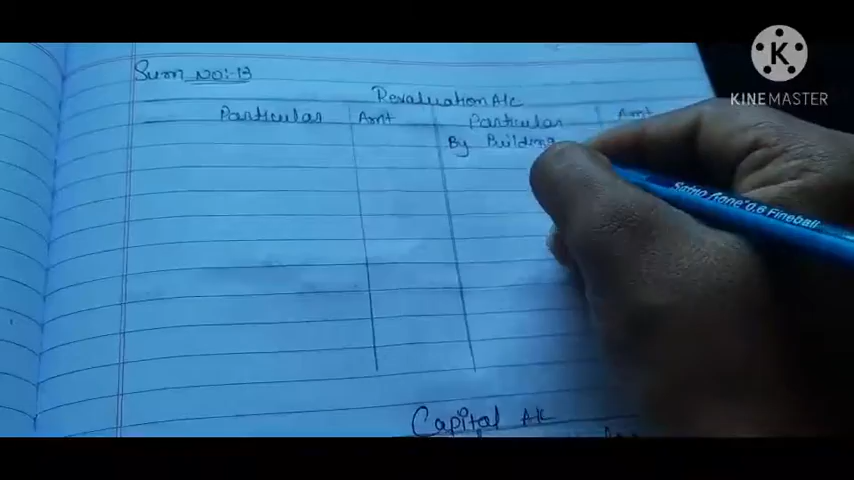 K
KINEMASTER
Sum No:- 13
Revaluation A/c
Particular Amt Particular Amt
By Building
Capital A/c